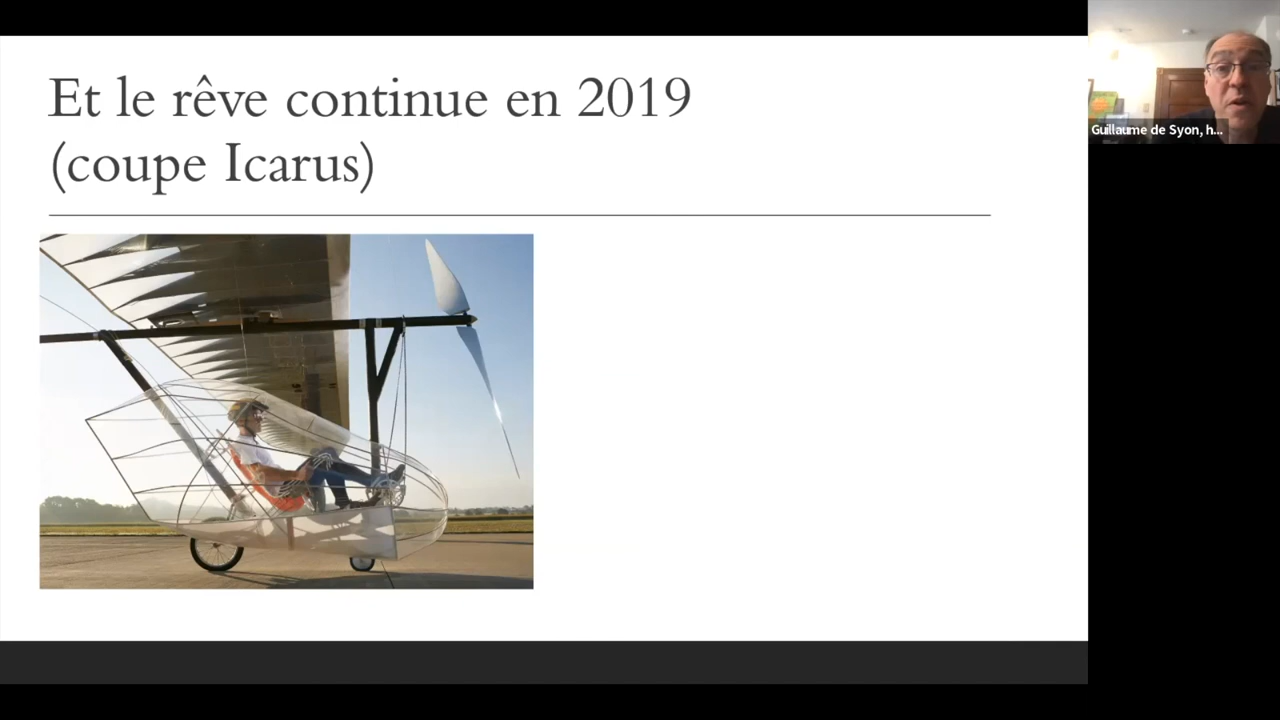 Et le rêve continue en 2019
(coupe Icarus)
Guillaume de Syon, h...